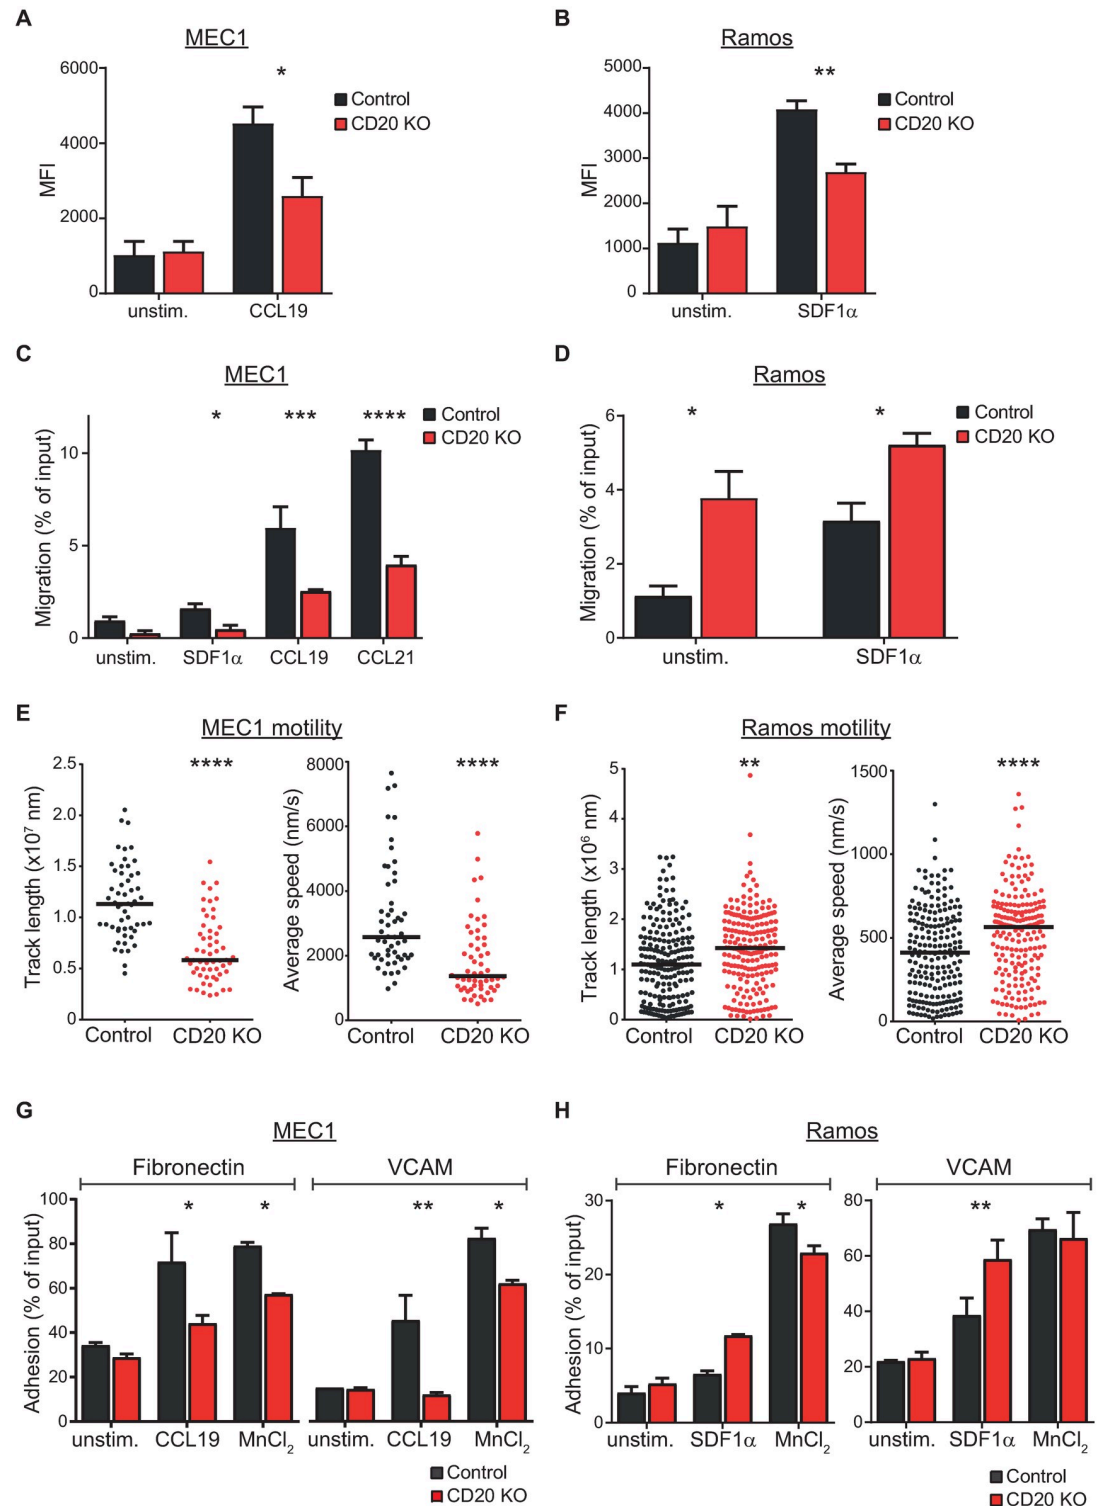 A
MEC1
6000
4000
2000
0
MFI
*
Control
CD20 KO
unstim.
CCL19
B
Ramos
5000
4000
3000
2000
1000
0
MFI
**
Control
CD20 KO
unstim.
SDF1α
C
MEC1
10
5
0
Migration (% of input)
*
***
****
Control
CD20 KO
unstim.
SDF1α
CCL19
CCL21
D
Ramos
6
4
2
0
Migration (% of input)
*
*
Control
CD20 KO
unstim.
SDF1α
E
MEC1 motility
2.5
2.0
1.5
1.0
0.5
0
Track length (x10⁷ nm)
****
Control
CD20 KO
8000
6000
4000
2000
0
Average speed (nm/s)
****
Control
CD20 KO
F
Ramos motility
5
4
3
2
1
0
Track length (x10⁶ nm)
**
Control
CD20 KO
1500
1000
500
0
Average speed (nm/s)
****
Control
CD20 KO
G
MEC1
Fibronectin
VCAM
100
80
60
40
20
0
Adhesion (% of input)
*
*
**
*
unstim.
CCL19
MnCl₂
unstim.
CCL19
MnCl₂
Control
CD20 KO
H
Ramos
Fibronectin
VCAM
30
20
10
0
Adhesion (% of input)
*
*
80
60
40
20
0
**
unstim.
SDF1α
MnCl₂
unstim.
SDF1α
MnCl₂
Control
CD20 KO